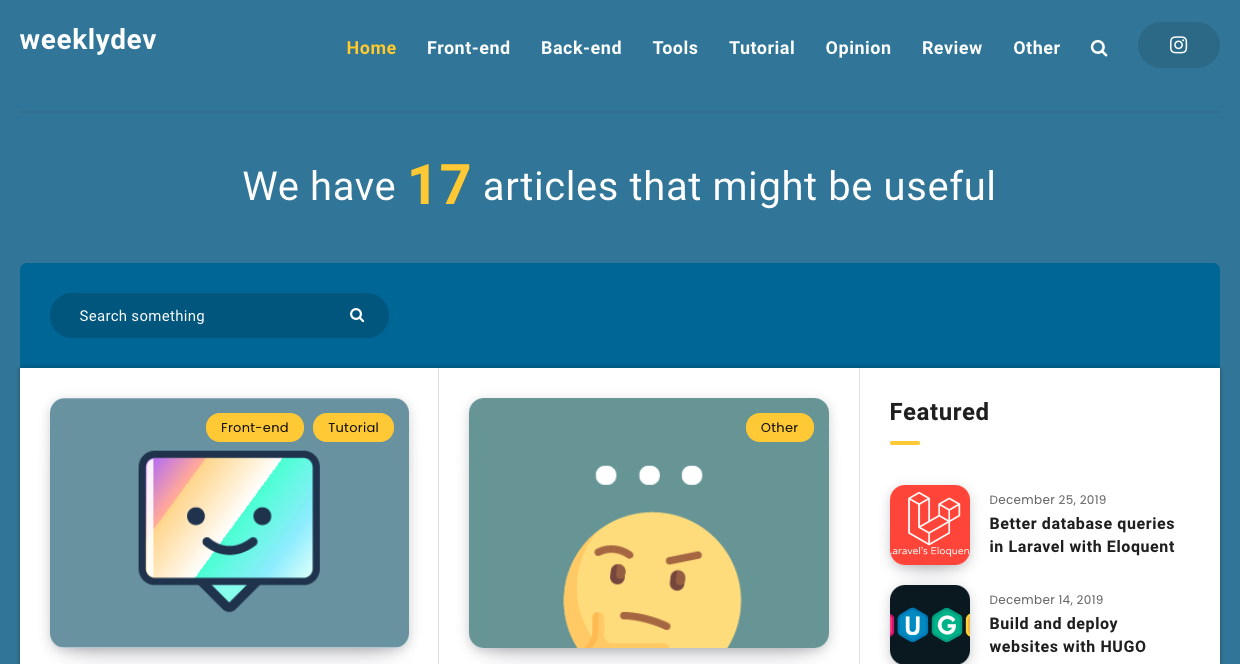 weeklydev
Home Front-end Back-end Tools Tutorial Opinion Review Other
We have 17 articles that might be useful
Search something
Front-end Tutorial
Other
Featured
Laravel's Eloquent
December 25, 2019
Better database queries
in Laravel with Eloquent
UG
December 14, 2019
Build and deploy
websites with HUGO